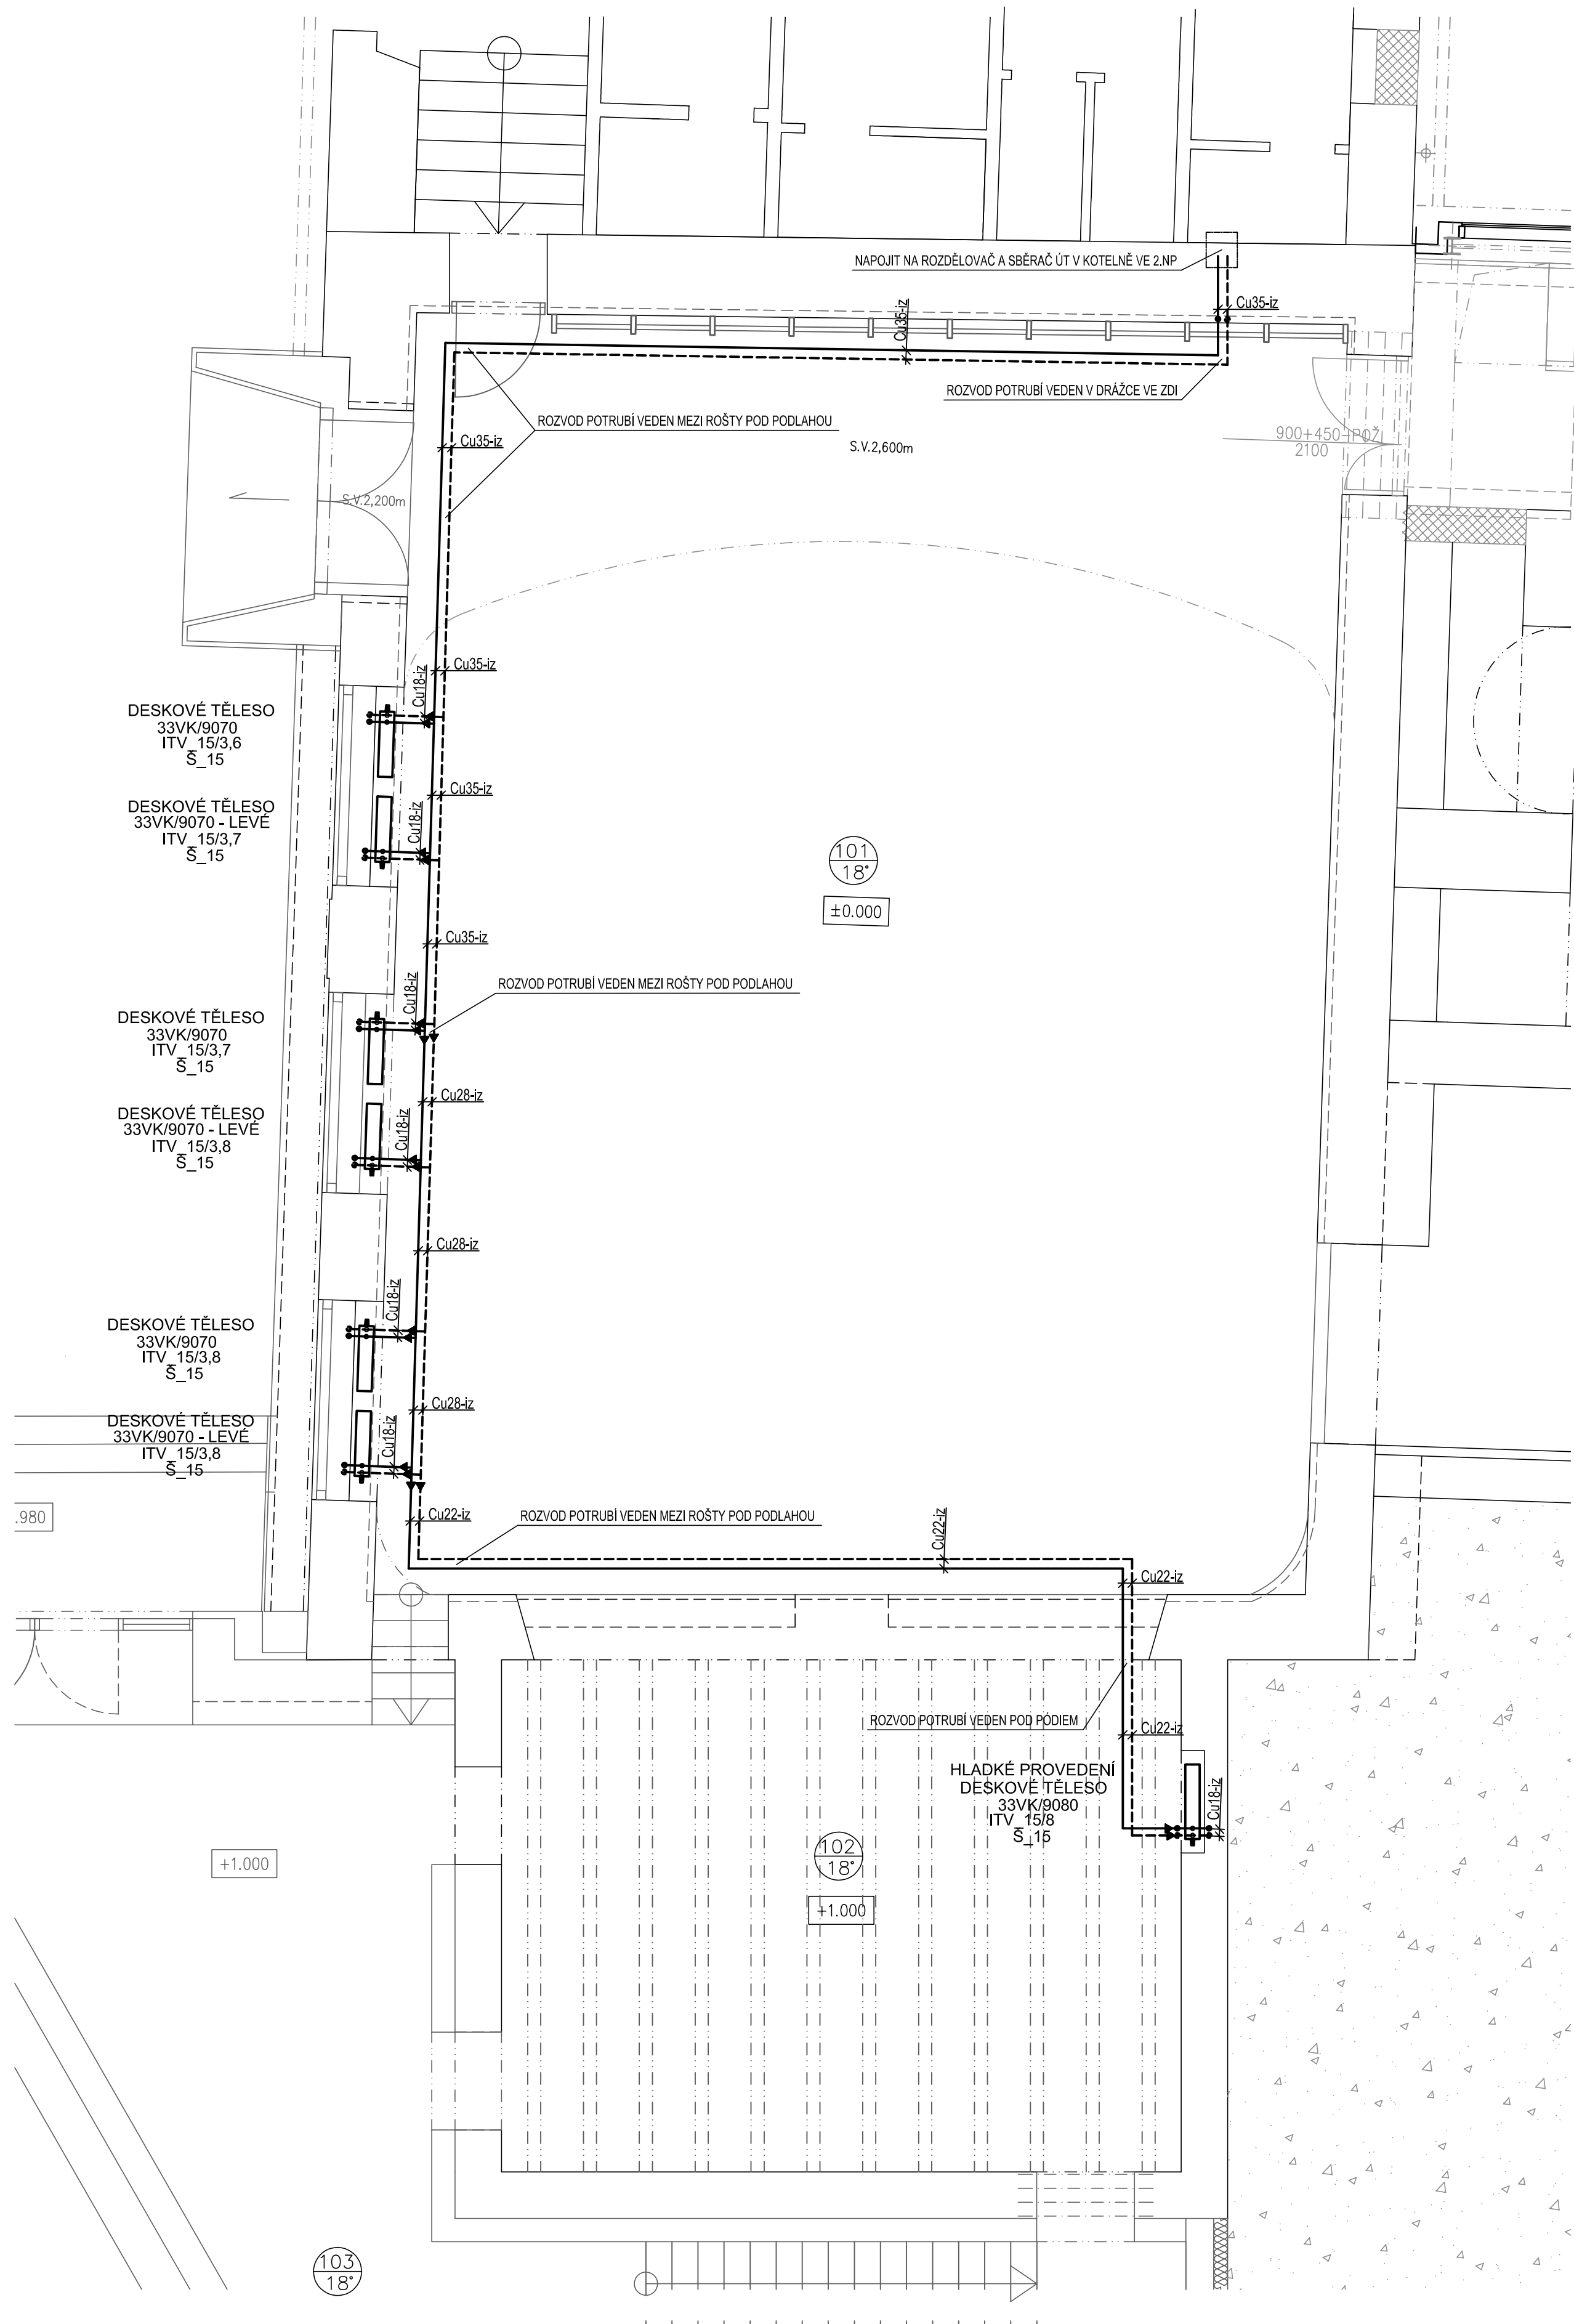 NAPOJIT NA ROZDĚLOVAČ A SBĚRAČ ÚT V KOTELNĚ VE 2.NP
Cu35-iz
Cu35-iz
ROZVOD POTRUBÍ VEDEN V DRÁŽCE VE ZDI
ROZVOD POTRUBÍ VEDEN MEZI ROŠTY POD PODLAHOU
Cu35-iz
S.V.2,600m
900+450-POŽ
2100
S.V.2,200m
Cu35-iz
Cu18-iz
DESKOVÉ TĚLESO
33VK/9070
ITV_15/3,6
Š_15
Cu35-iz
Cu18-iz
DESKOVÉ TĚLESO
33VK/9070 - LEVÉ
ITV_15/3,7
Š_15
101
18°
±0.000
Cu35-iz
Cu18-iz
ROZVOD POTRUBÍ VEDEN MEZI ROŠTY POD PODLAHOU
DESKOVÉ TĚLESO
33VK/9070
ITV_15/3,7
Š_15
Cu28-iz
Cu18-iz
DESKOVÉ TĚLESO
33VK/9070 - LEVÉ
ITV_15/3,8
Š_15
Cu28-iz
Cu18-iz
DESKOVÉ TĚLESO
33VK/9070
ITV_15/3,8
Š_15
Cu28-iz
Cu18-iz
DESKOVÉ TĚLESO
33VK/9070 - LEVÉ
ITV_15/3,8
Š_15
.980
Cu22-iz
ROZVOD POTRUBÍ VEDEN MEZI ROŠTY POD PODLAHOU
Cu22-iz
Cu22-iz
ROZVOD POTRUBÍ VEDEN POD PÓDIEM
Cu22-iz
HLADKÉ PROVEDENÍ
DESKOVÉ TĚLESO
33VK/9080
ITV_15/8
Š_15
Cu18-iz
102
18°
+1.000
+1.000
103
18°